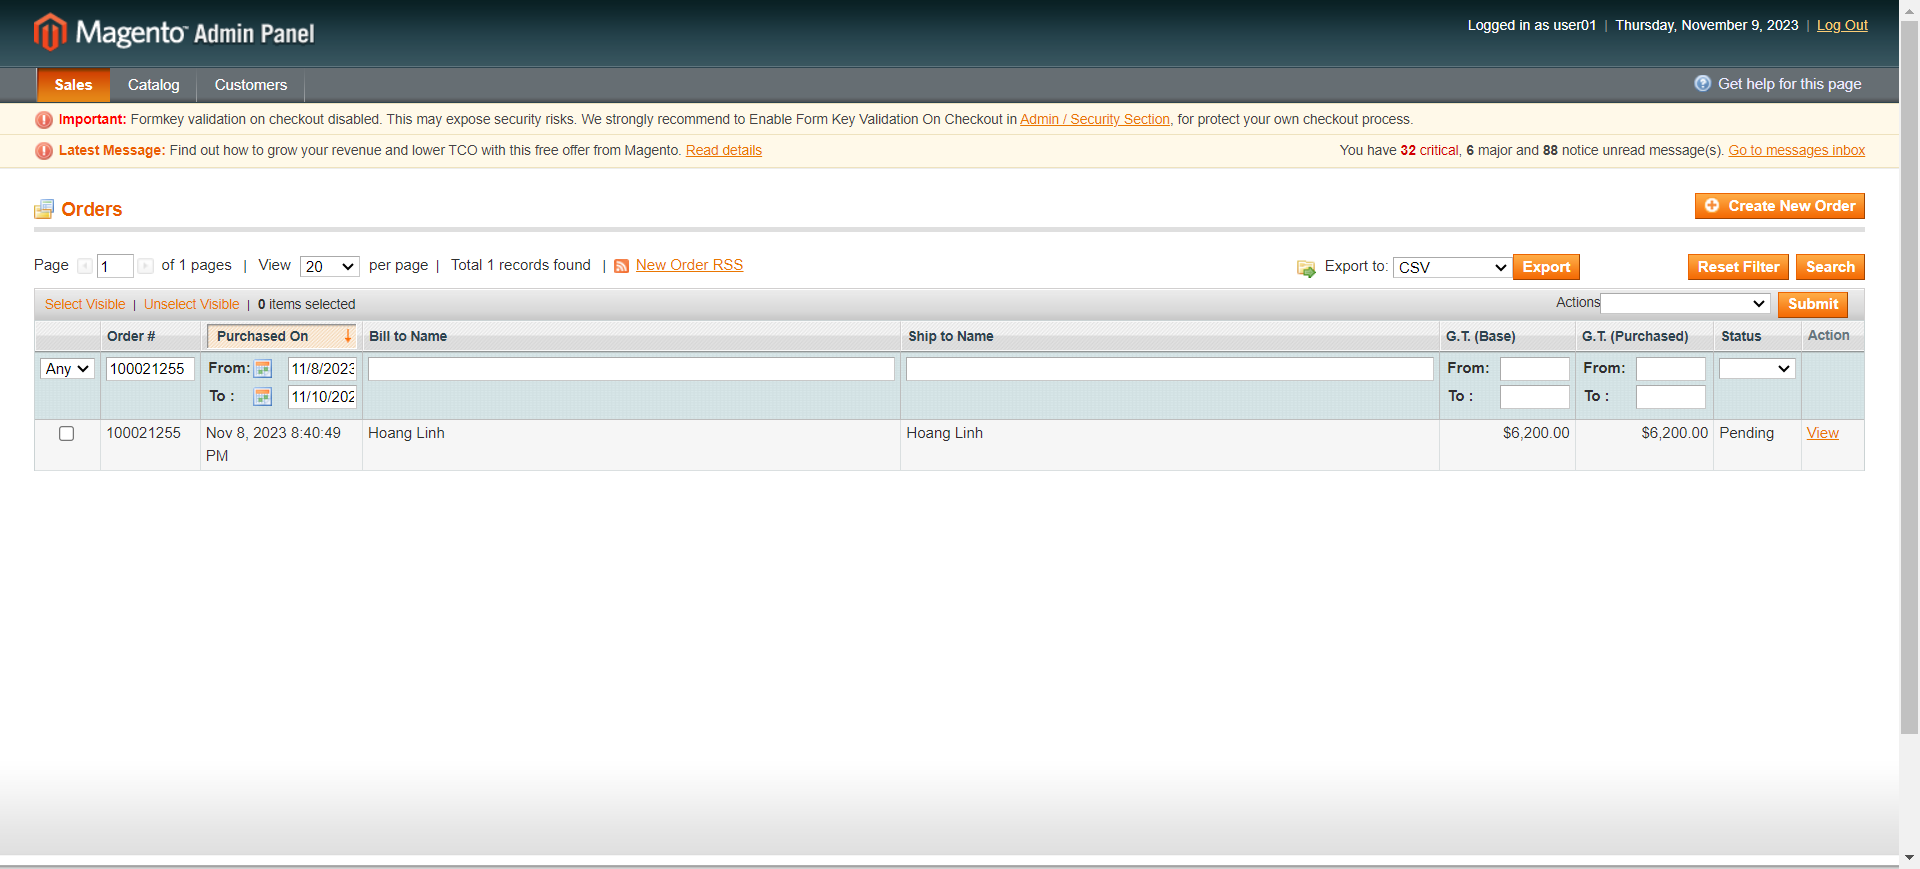 Magento Admin Panel
Logged in as user01 | Thursday, November 9, 2023 | Log Out
Sales Catalog Customers
Get help for this page
Important: Formkey validation on checkout disabled. This may expose security risks. We strongly recommend to Enable Form Key Validation On Checkout in Admin / Security Section, for protect your own checkout process.
Latest Message: Find out how to grow your revenue and lower TCO with this free offer from Magento. Read details
You have 32 critical, 6 major and 88 notice unread message(s). Go to messages inbox
Orders
Create New Order
Page 1 of 1 pages | View 20 per page | Total 1 records found | New Order RSS
Export to: CSV Export
Reset Filter Search
Select Visible | Unselect Visible | 0 items selected
Actions Submit
Order # Purchased On Bill to Name Ship to Name G.T. (Base) G.T. (Purchased) Status Action
Any 100021255 From: 11/8/2023 From: From:
To : 11/10/202 To : To :
100021255 Nov 8, 2023 8:40:49 Hoang Linh Hoang Linh $6,200.00 $6,200.00 Pending View
PM